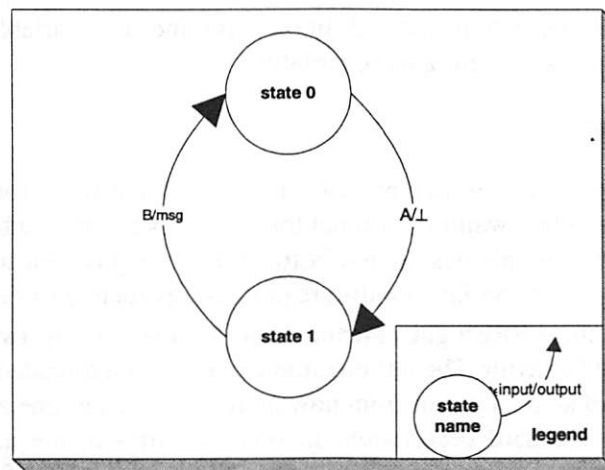 state 0
B/msg
A/⊥
state 1
input/output
state
name
legend